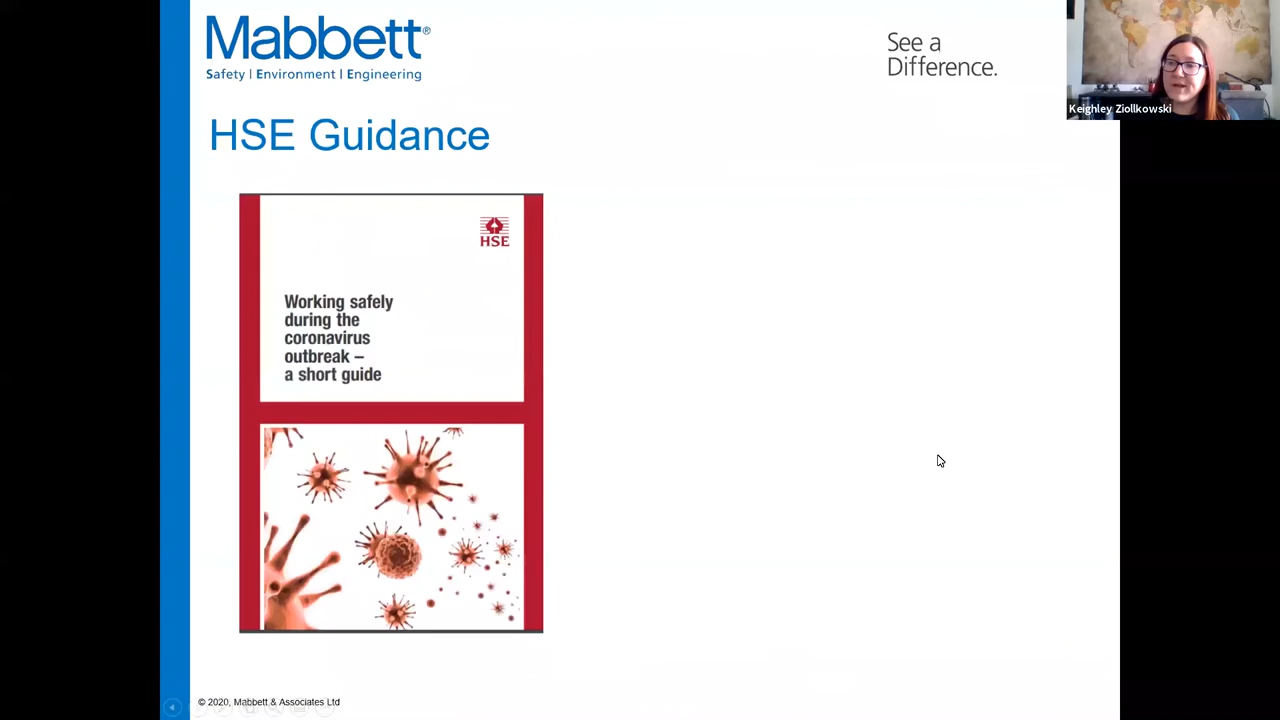 Mabbett®
Safety | Environment | Engineering
See a
Difference.
Keighley Ziollkowski
HSE Guidance
HSE
Working safely
during the
coronavirus
outbreak –
a short guide
© 2020, Mabbett & Associates Ltd